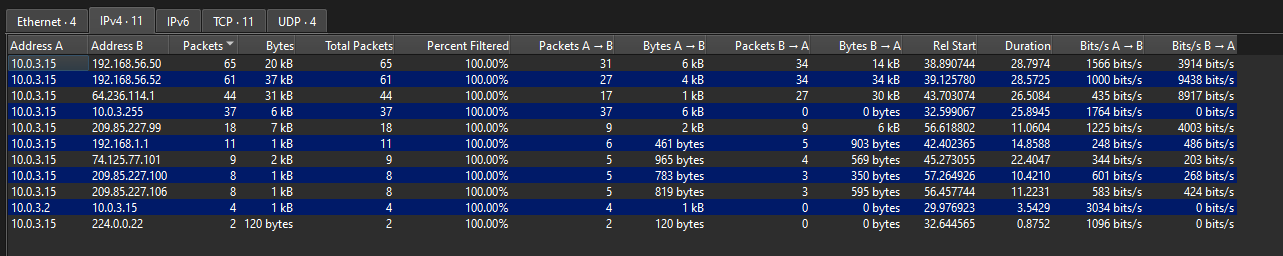 Ethernet · 4 IPv4 · 11 IPv6 TCP · 11 UDP · 4
Address A Address B Packets Bytes Total Packets Percent Filtered Packets A → B Bytes A → B Packets B → A Bytes B → A Rel Start Duration Bits/s A → B Bits/s B → A
10.0.3.15 192.168.56.50 65 20 kB 65 100.00% 31 6 kB 34 14 kB 38.890744 28.7974 1566 bits/s 3914 bits/s
10.0.3.15 192.168.56.52 61 37 kB 61 100.00% 27 4 kB 34 34 kB 39.125780 28.5725 1000 bits/s 9438 bits/s
10.0.3.15 64.236.114.1 44 31 kB 44 100.00% 17 1 kB 27 30 kB 43.703074 26.5084 435 bits/s 8917 bits/s
10.0.3.15 10.0.3.255 37 6 kB 37 100.00% 37 6 kB 0 0 bytes 32.599067 25.8945 1764 bits/s 0 bits/s
10.0.3.15 209.85.227.99 18 7 kB 18 100.00% 9 2 kB 9 6 kB 56.618802 11.0604 1225 bits/s 4003 bits/s
10.0.3.15 192.168.1.1 11 1 kB 11 100.00% 6 461 bytes 5 903 bytes 42.402365 14.8588 248 bits/s 486 bits/s
10.0.3.15 74.125.77.101 9 2 kB 9 100.00% 5 965 bytes 4 569 bytes 45.273055 22.4047 344 bits/s 203 bits/s
10.0.3.15 209.85.227.100 8 1 kB 8 100.00% 5 783 bytes 3 350 bytes 57.264926 10.4210 601 bits/s 268 bits/s
10.0.3.15 209.85.227.106 8 1 kB 8 100.00% 5 819 bytes 3 595 bytes 56.457744 11.2231 583 bits/s 424 bits/s
10.0.3.2 10.0.3.15 4 1 kB 4 100.00% 4 1 kB 0 0 bytes 29.976923 3.5429 3034 bits/s 0 bits/s
10.0.3.15 224.0.0.22 2 120 bytes 2 100.00% 2 120 bytes 0 0 bytes 32.644565 0.8752 1096 bits/s 0 bits/s